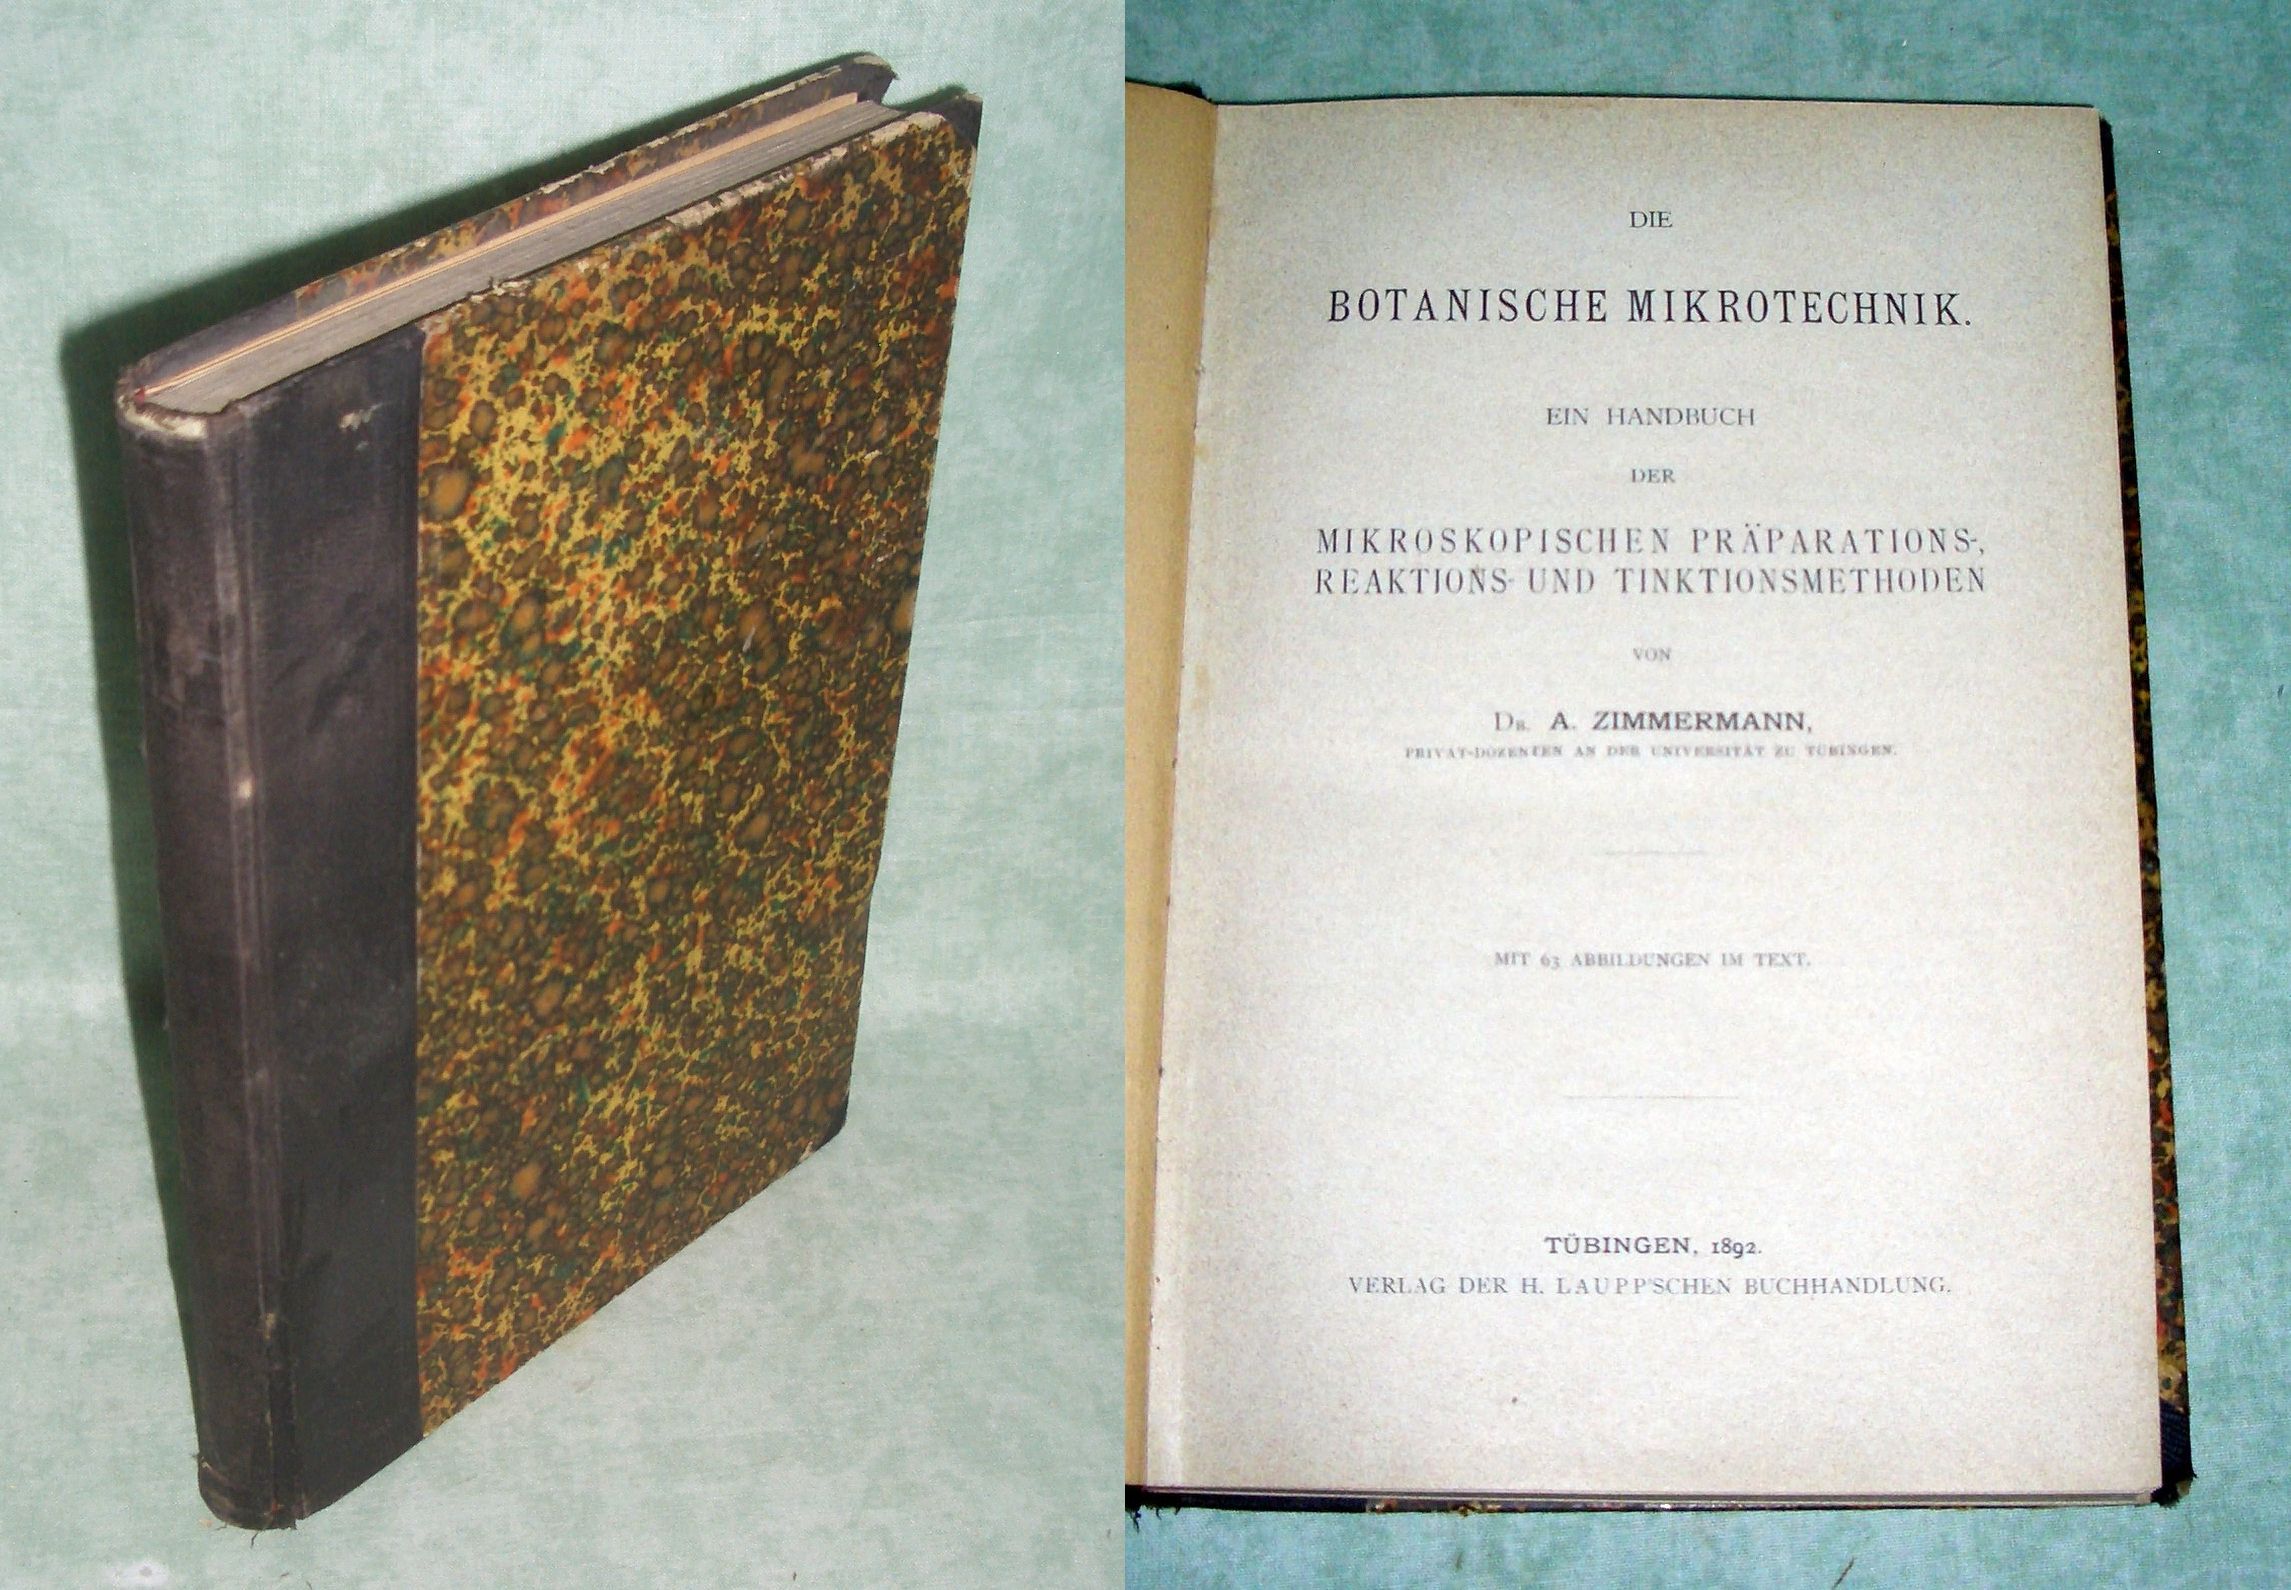 DIE
BOTANISCHE MIKROTECHNIK.
EIN HANDBUCH
DER
MIKROSKOPISCHEN PRÄPARATIONS-,
REAKTIONS- UND TINKTIONSMETHODEN
VON
DR. A. ZIMMERMANN,
PRIVAT-DOZENTEN AN DER UNIVERSITÄT ZU TÜBINGEN.
MIT 63 ABBILDUNGEN IM TEXT.
TÜBINGEN, 1892.
VERLAG DER H. LAUPP'SCHEN BUCHHANDLUNG.